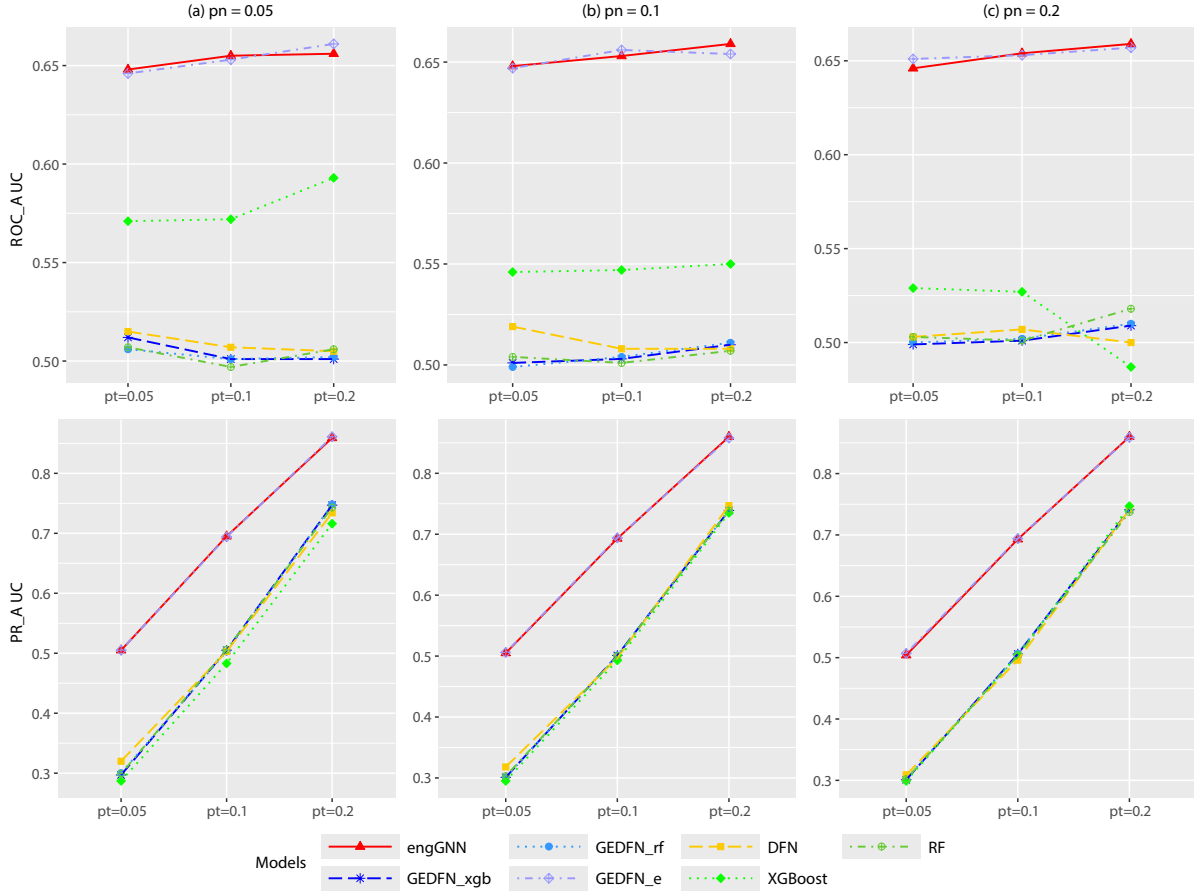 (a) pn = 0.05
(b) pn = 0.1
(c) pn = 0.2
ROC_AUC
0.65
0.60
0.55
0.50
pt=0.05
pt=0.1
pt=0.2
0.65
0.60
0.55
0.50
pt=0.05
pt=0.1
pt=0.2
0.65
0.60
0.55
0.50
pt=0.05
pt=0.1
pt=0.2
PR_AUC
0.8
0.7
0.6
0.5
0.4
0.3
pt=0.05
pt=0.1
pt=0.2
0.8
0.7
0.6
0.5
0.4
0.3
pt=0.05
pt=0.1
pt=0.2
0.8
0.7
0.6
0.5
0.4
0.3
pt=0.05
pt=0.1
pt=0.2
Models
engGNN
GEDFN_rf
DFN
RF
GEDFN_xgb
GEDFN_e
XGBoost